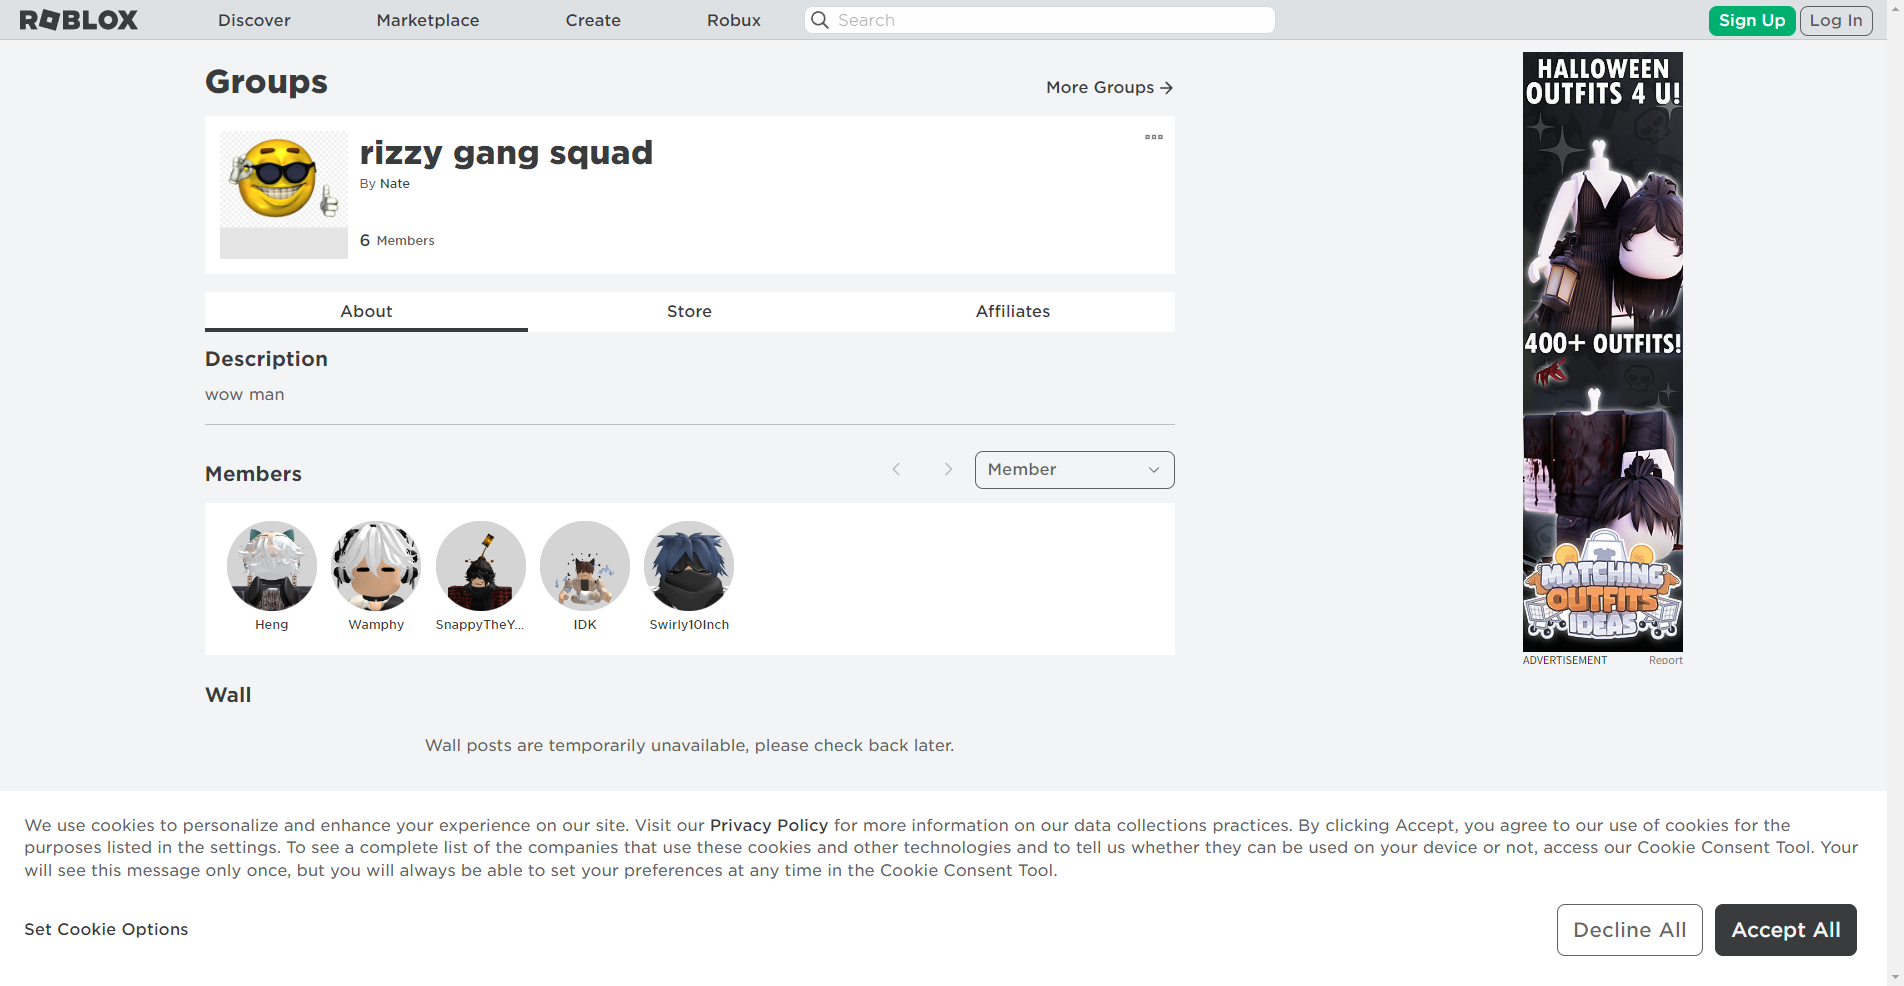 ROBLOX
Discover
Marketplace
Create
Robux
Search
Sign Up
Log In
Groups
More Groups
rizzy gang squad
By Nate
6 Members
About
Store
Affiliates
Description
wow man
Members
Member
Heng
Wamphy
SnappyTheY...
IDK
Swirly10Inch
Wall
Wall posts are temporarily unavailable, please check back later.
HALLOWEEN
OUTFITS 4 U!
400+ OUTFITS!
MATCHING
OUTFITS
IDEAS
ADVERTISEMENT
Report
We use cookies to personalize and enhance your experience on our site. Visit our Privacy Policy for more information on our data collections practices. By clicking Accept, you agree to our use of cookies for the
purposes listed in the settings. To see a complete list of the companies that use these cookies and other technologies and to tell us whether they can be used on your device or not, access our Cookie Consent Tool. Your
will see this message only once, but you will always be able to set your preferences at any time in the Cookie Consent Tool.
Set Cookie Options
Decline All
Accept All